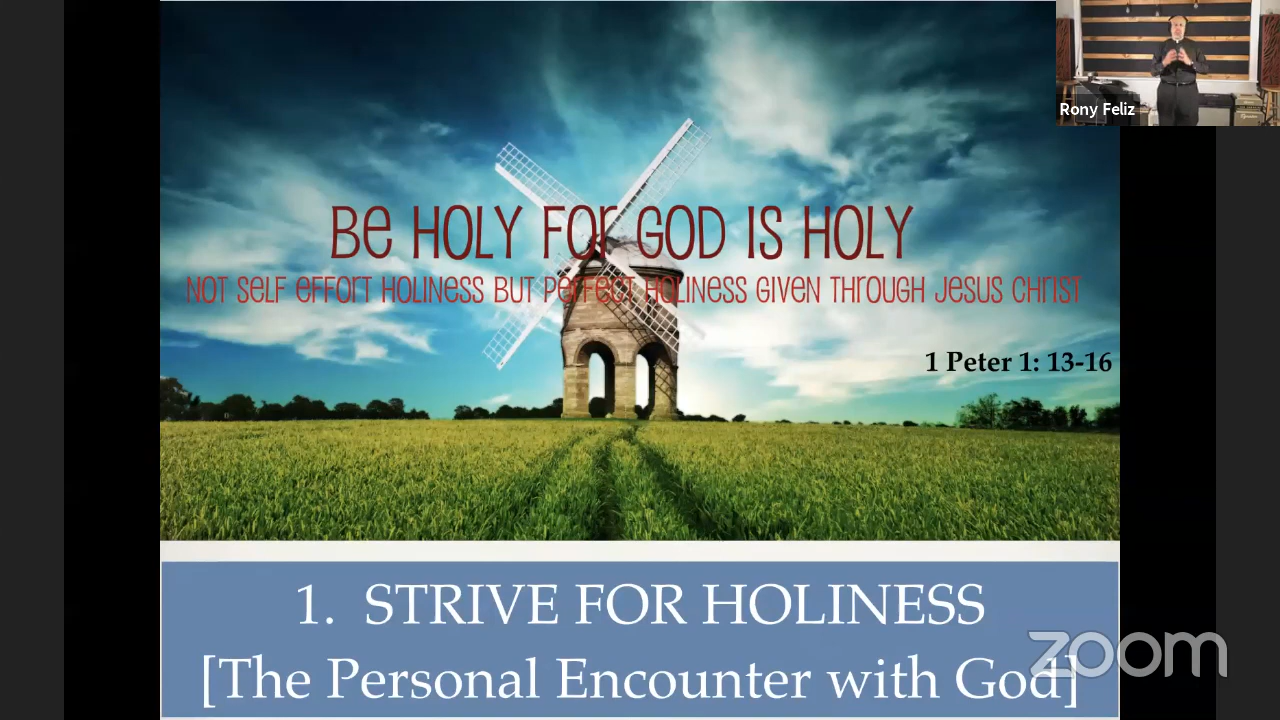 Rony Feliz
Be HOLY FOR GOD IS HOLY
NOT SELF EFFORT HOLINESS BUT PERFECT HOLINESS GIVEN THROUGH JESUS CHRIST
1 Peter 1: 13-16
1. STRIVE FOR HOLINESS
[The Personal Encounter with God]
zoom